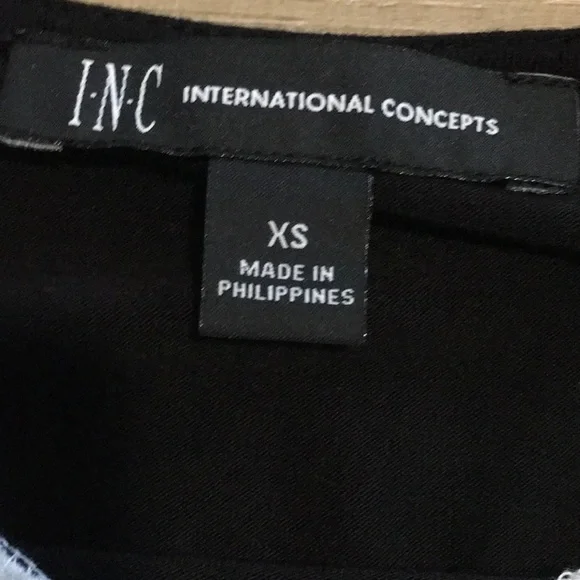 I·N·C INTERNATIONAL CONCEPTS
XS
MADE IN
PHILIPPINES